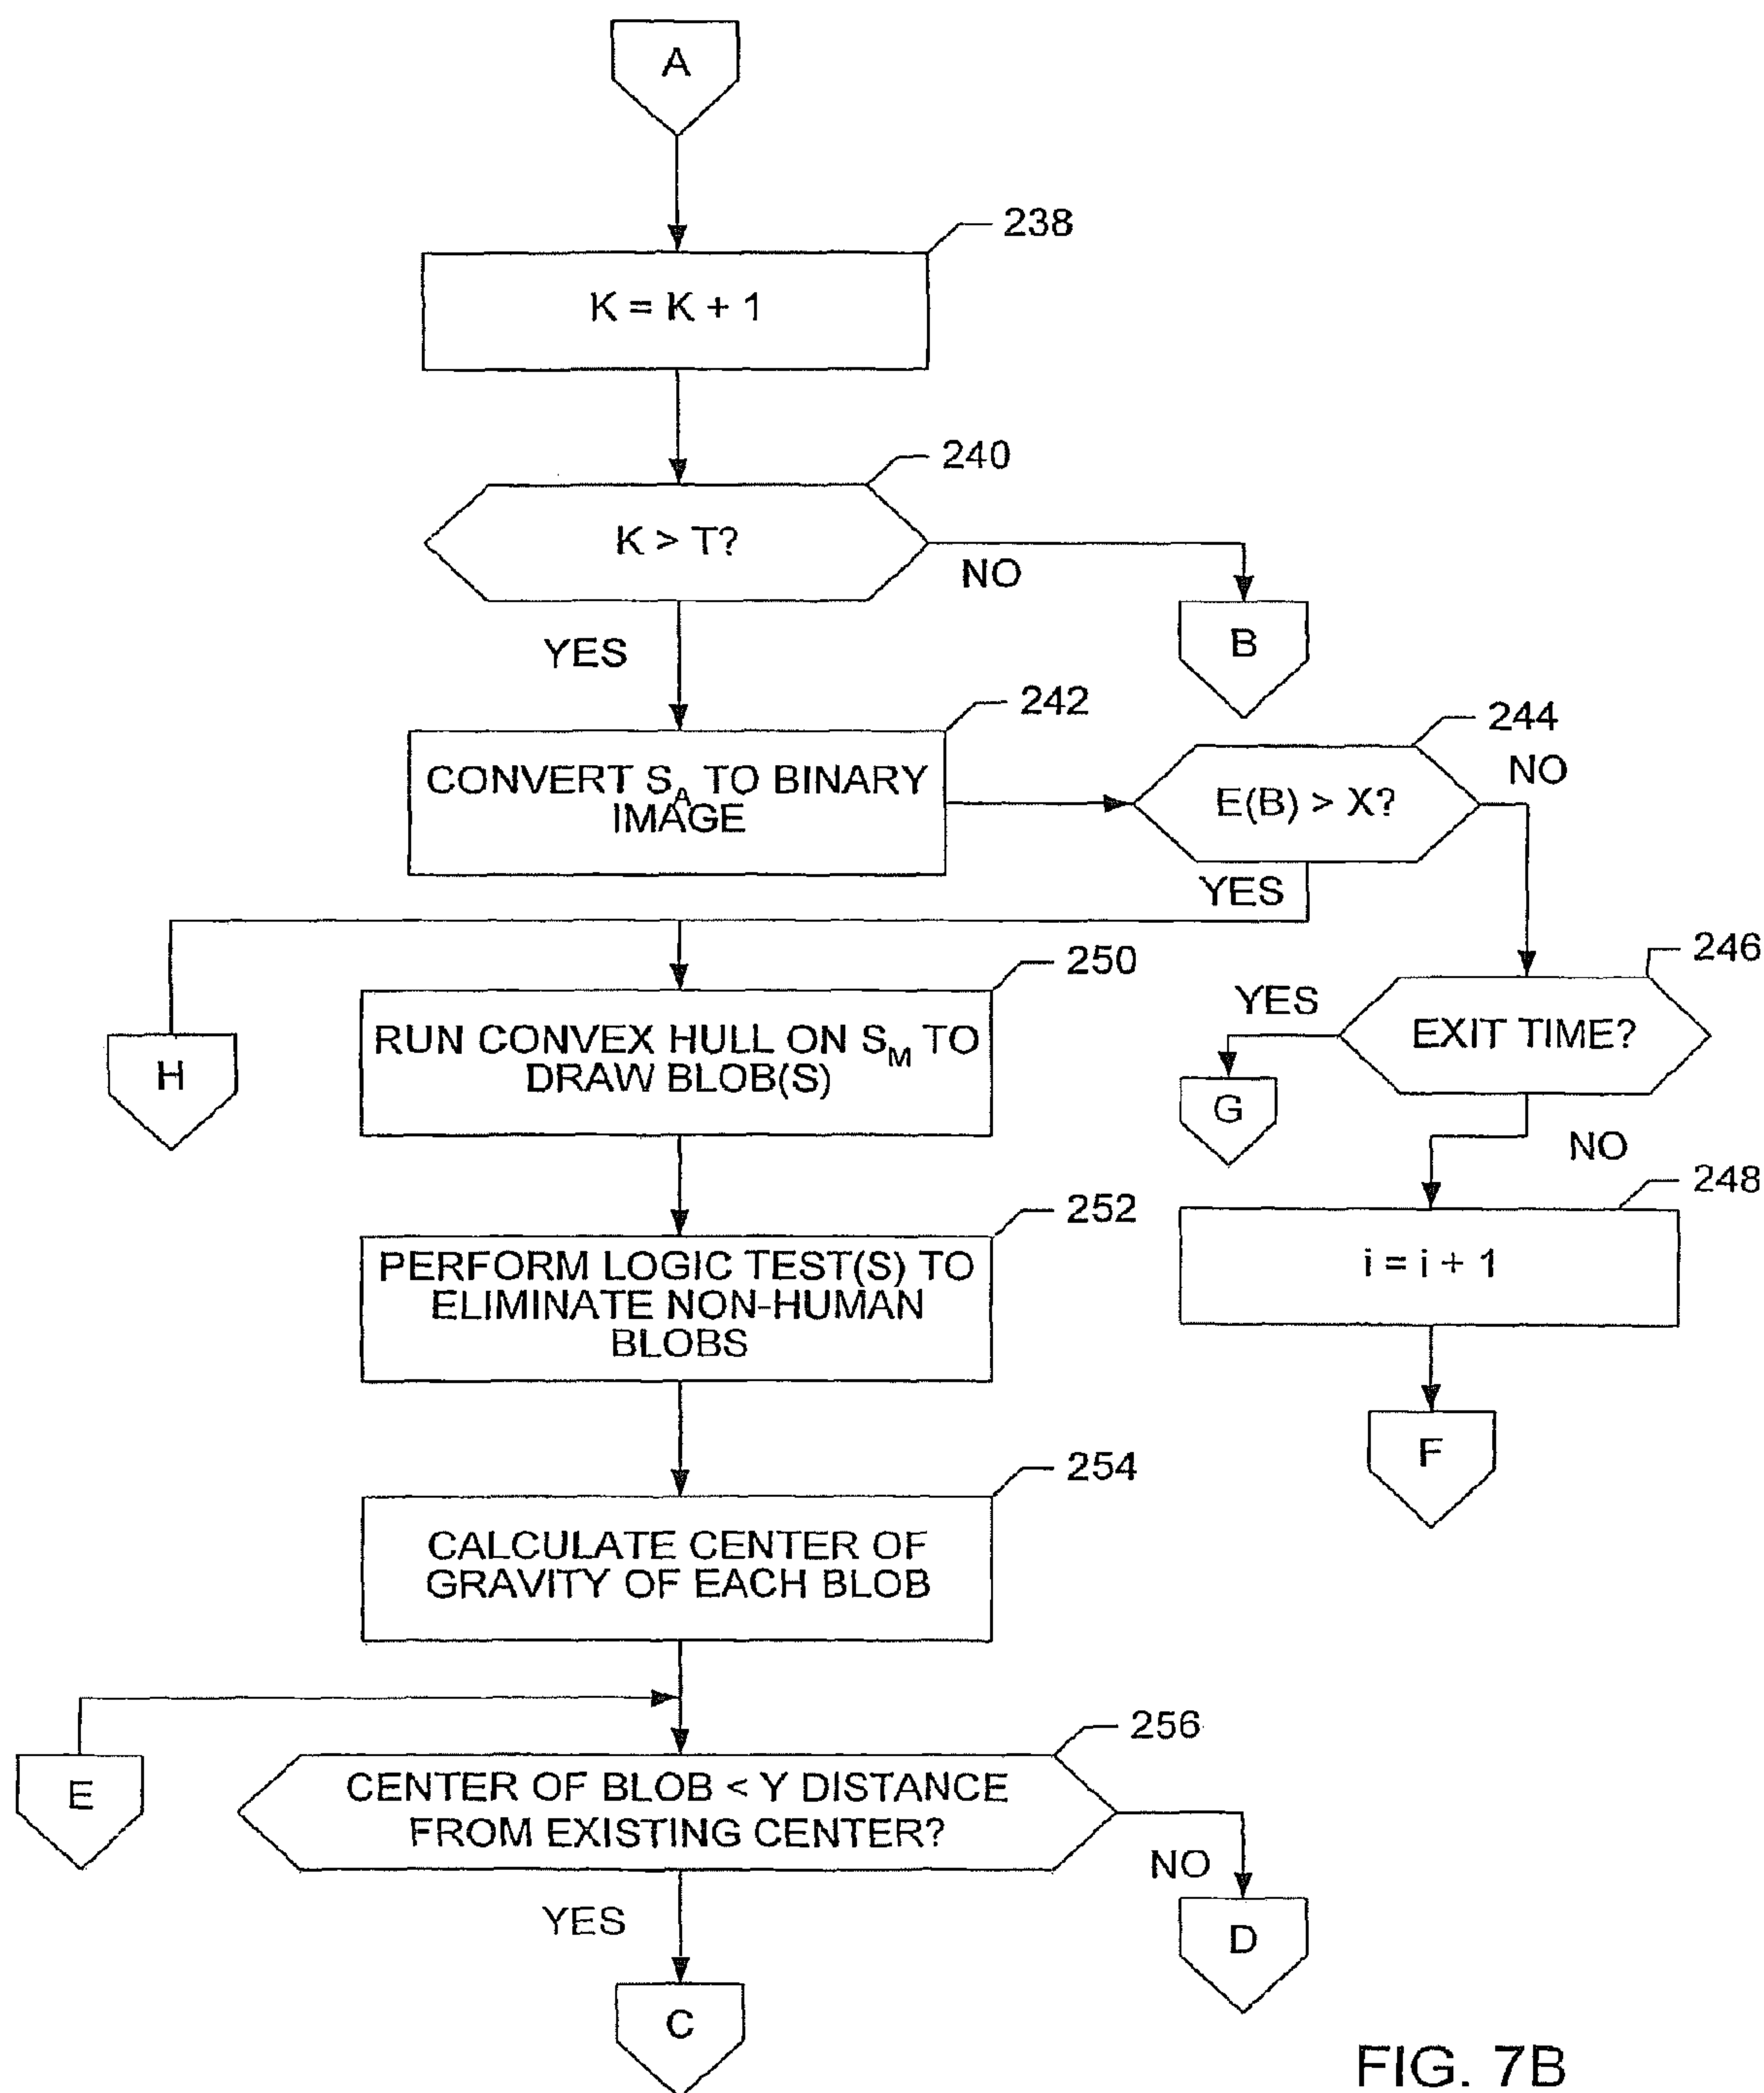 A
238
K = K + 1
240
K > T?
NO
B
YES
242
CONVERT S_A TO BINARY
IMAGE
244
E(B) > X?
NO
YES
H
250
RUN CONVEX HULL ON S_M TO
DRAW BLOB(S)
246
EXIT TIME?
YES
G
NO
248
i = i + 1
F
252
PERFORM LOGIC TEST(S) TO
ELIMINATE NON-HUMAN
BLOBS
254
CALCULATE CENTER OF
GRAVITY OF EACH BLOB
E
256
CENTER OF BLOB < Y DISTANCE
FROM EXISTING CENTER?
NO
D
YES
C
FIG. 7B